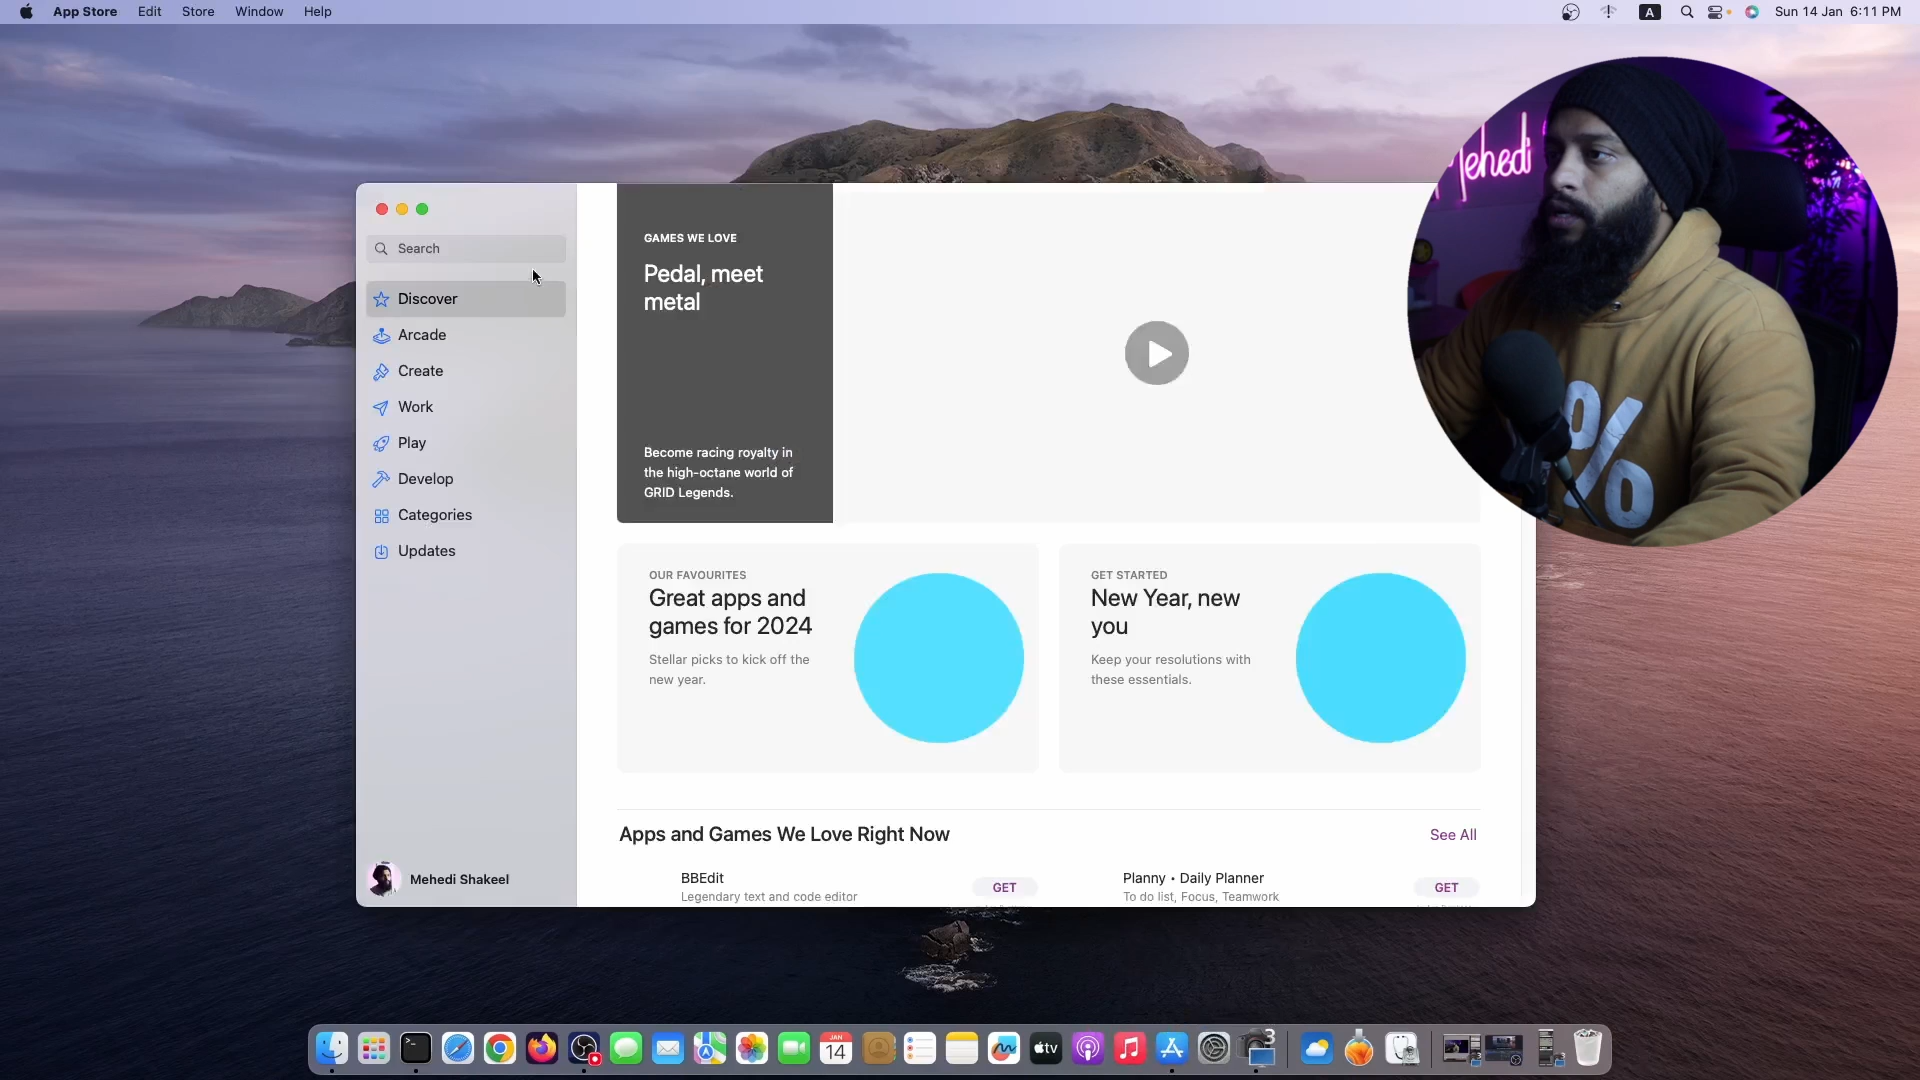 App Store Edit Store Window Help
A
Sun 14 Jan 6:11 PM
Mehedi
Search
Discover
Arcade
Create
Work
Play
Develop
Categories
Updates
Mehedi Shakeel
GAMES WE LOVE
Pedal, meet
metal
Become racing royalty in
the high-octane world of
GRID Legends.
OUR FAVOURITES
Great apps and
games for 2024
Stellar picks to kick off the
new year.
GET STARTED
New Year, new
you
Keep your resolutions with
these essentials.
Apps and Games We Love Right Now
See All
BBEdit
Legendary text and code editor
GET
Planny • Daily Planner
To do list, Focus, Teamwork
GET
%
JAN
14
tv
3